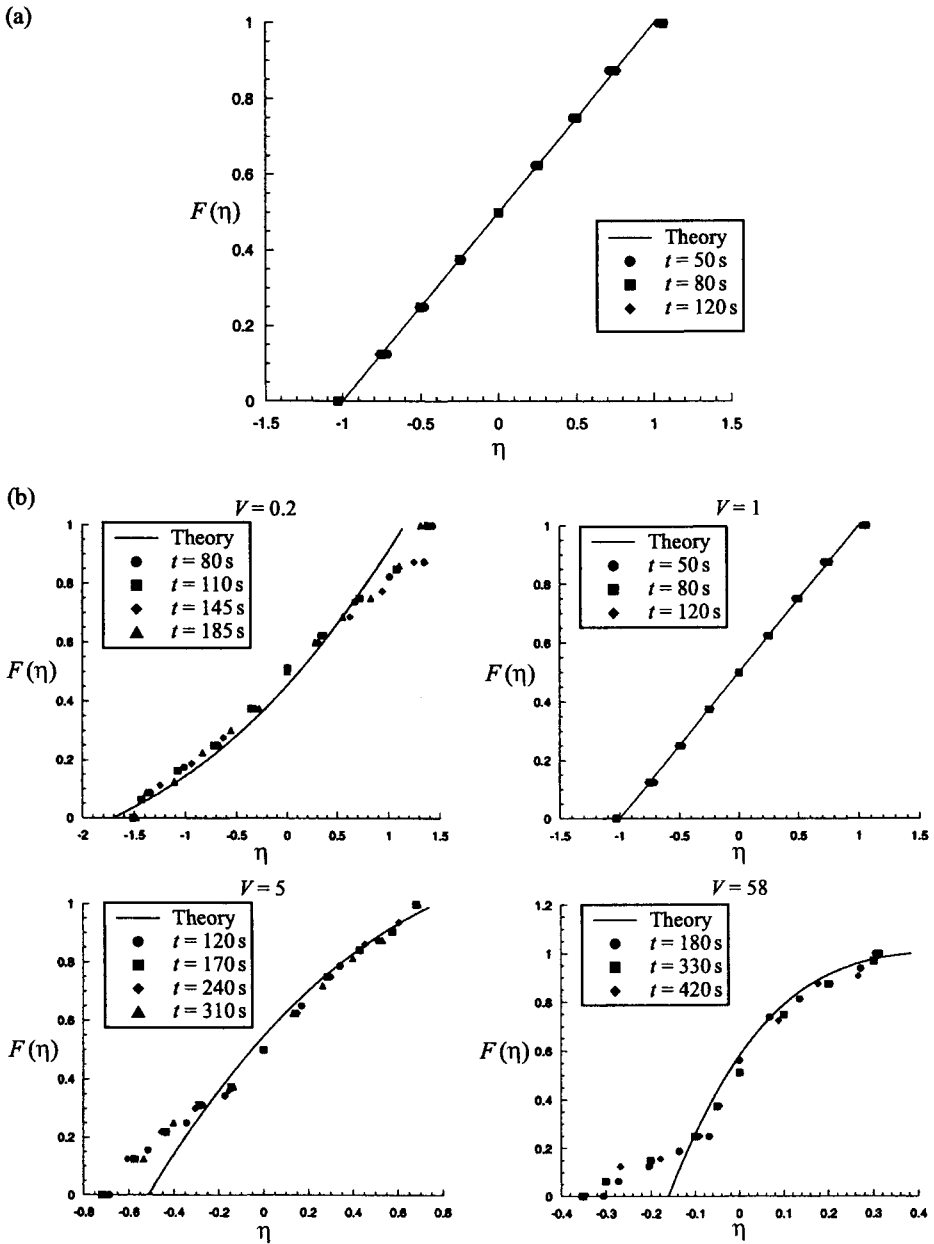 (a)
1
0.8
0.6
F(η)
0.4
0.2
0
-1.5 -1 -0.5 0 0.5 1 1.5
η
Theory
t = 50 s
t = 80 s
t = 120 s
(b)
V = 0.2
1
0.8
0.6
F(η)
0.4
0.2
0
-2 -1.5 -1 -0.5 0 0.5 1 1.5
η
Theory
t = 80 s
t = 110 s
t = 145 s
t = 185 s
V = 1
1
0.8
0.6
F(η)
0.4
0.2
0
-1.5 -1 -0.5 0 0.5 1 1.5
η
Theory
t = 50 s
t = 80 s
t = 120 s
V = 5
1
0.8
0.6
F(η)
0.4
0.2
0
-0.8 -0.6 -0.4 -0.2 0 0.2 0.4 0.6 0.8
η
Theory
t = 120 s
t = 170 s
t = 240 s
t = 310 s
V = 58
1.2
1
0.8
0.6
F(η)
0.4
0.2
0
-0.4 -0.3 -0.2 -0.1 0 0.1 0.2 0.3 0.4
η
Theory
t = 180 s
t = 330 s
t = 420 s